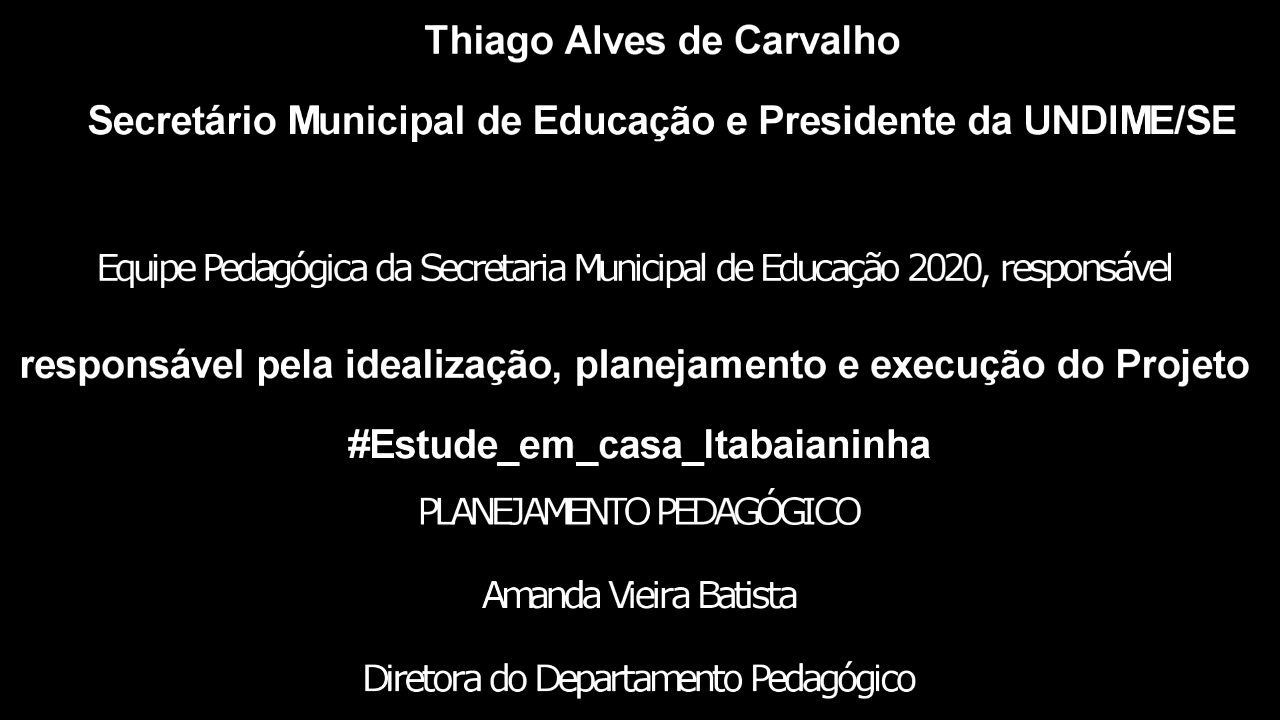 Thiago Alves de Carvalho
Secretário Municipal de Educação e Presidente da UNDIME/SE
Equipe Pedagógica da Secretaria Municipal de Educação 2020, responsável
responsável pela idealização, planejamento e execução do Projeto
#Estude_em_casa_Itabaianinha
PLANEJAMENTO PEDAGÓGICO
Amanda Vieira Batista
Diretora do Departamento Pedagógico